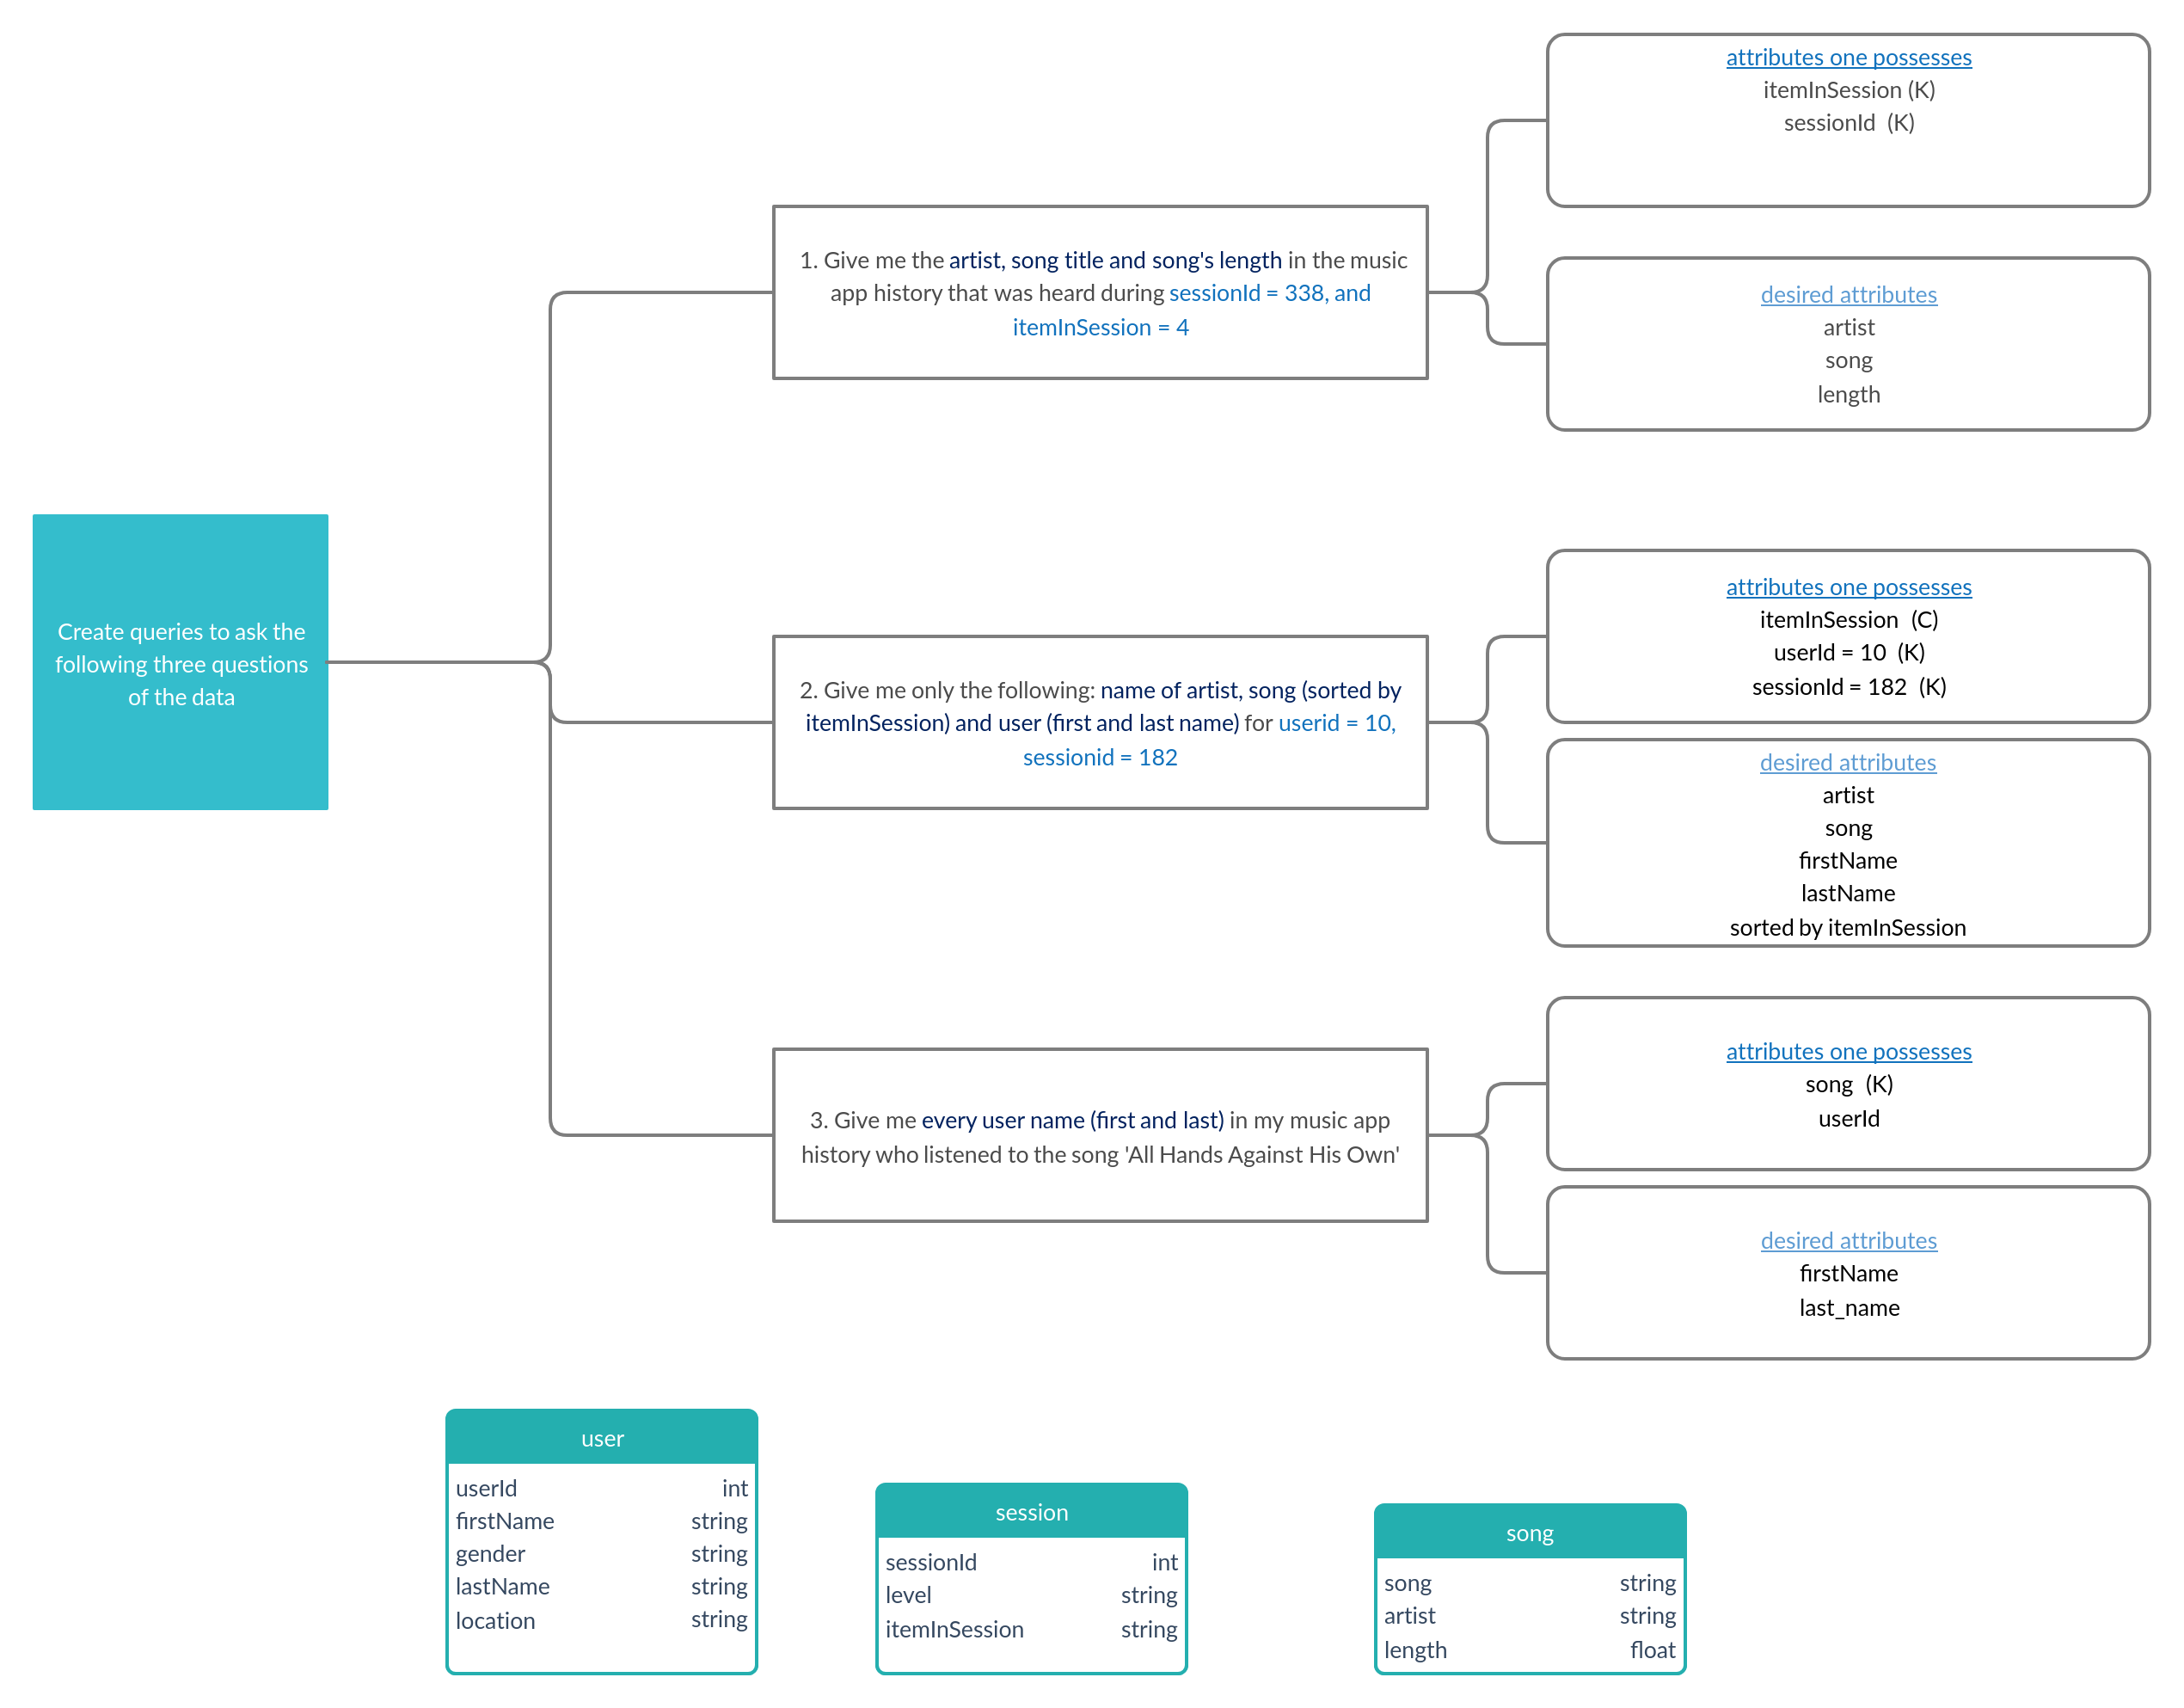 Create queries to ask the
following three questions
of the data
1. Give me the artist, song title and song's length in the music
app history that was heard during sessionId = 338, and
itemInSession = 4
attributes one possesses
itemInSession (K)
sessionId (K)
desired attributes
artist
song
length
2. Give me only the following: name of artist, song (sorted by
itemInSession) and user (first and last name) for userid = 10,
sessionid = 182
attributes one possesses
itemInSession (C)
userId = 10 (K)
sessionId = 182 (K)
desired attributes
artist
song
firstName
lastName
sorted by itemInSession
3. Give me every user name (first and last) in my music app
history who listened to the song 'All Hands Against His Own'
attributes one possesses
song (K)
userId
desired attributes
firstName
last_name
user
userId int
firstName string
gender string
lastName string
location string
session
sessionId int
level string
itemInSession string
song
song string
artist string
length float